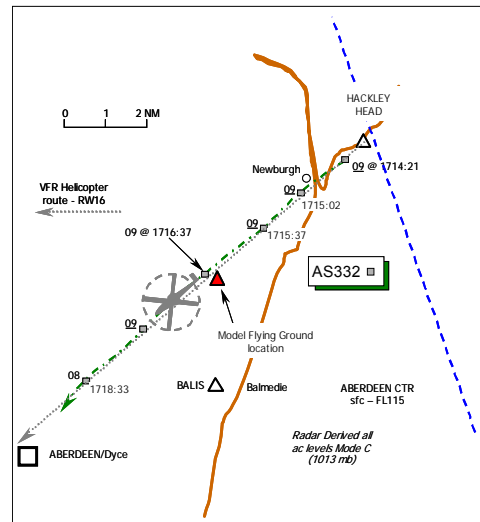 0 1 2 NM
HACKLEY
HEAD
Newburgh
09 @ 1714:21
VFR Helicopter
route - RW16
09
1715:02
09
1715:37
09 @ 1716:37
AS332
Model Flying Ground
location
09
08
1718:33
BALIS
Balmedie
ABERDEEN CTR
sfc – FL115
ABERDEEN/Dyce
Radar Derived all
ac levels Mode C
(1013 mb)